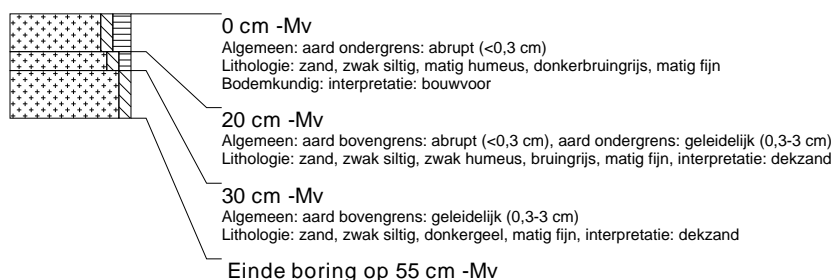 0 cm -Mv
Algemeen: aard ondergrens: abrupt (<0,3 cm)
Lithologie: zand, zwak siltig, matig humeus, donkerbruingrijs, matig fijn
Bodemkundig: interpretatie: bouwvoor
20 cm -Mv
Algemeen: aard bovengrens: abrupt (<0,3 cm), aard ondergrens: geleidelijk (0,3-3 cm)
Lithologie: zand, zwak siltig, zwak humeus, bruingrijs, matig fijn, interpretatie: dekzand
30 cm -Mv
Algemeen: aard bovengrens: geleidelijk (0,3-3 cm)
Lithologie: zand, zwak siltig, donkergeel, matig fijn, interpretatie: dekzand
Einde boring op 55 cm -Mv